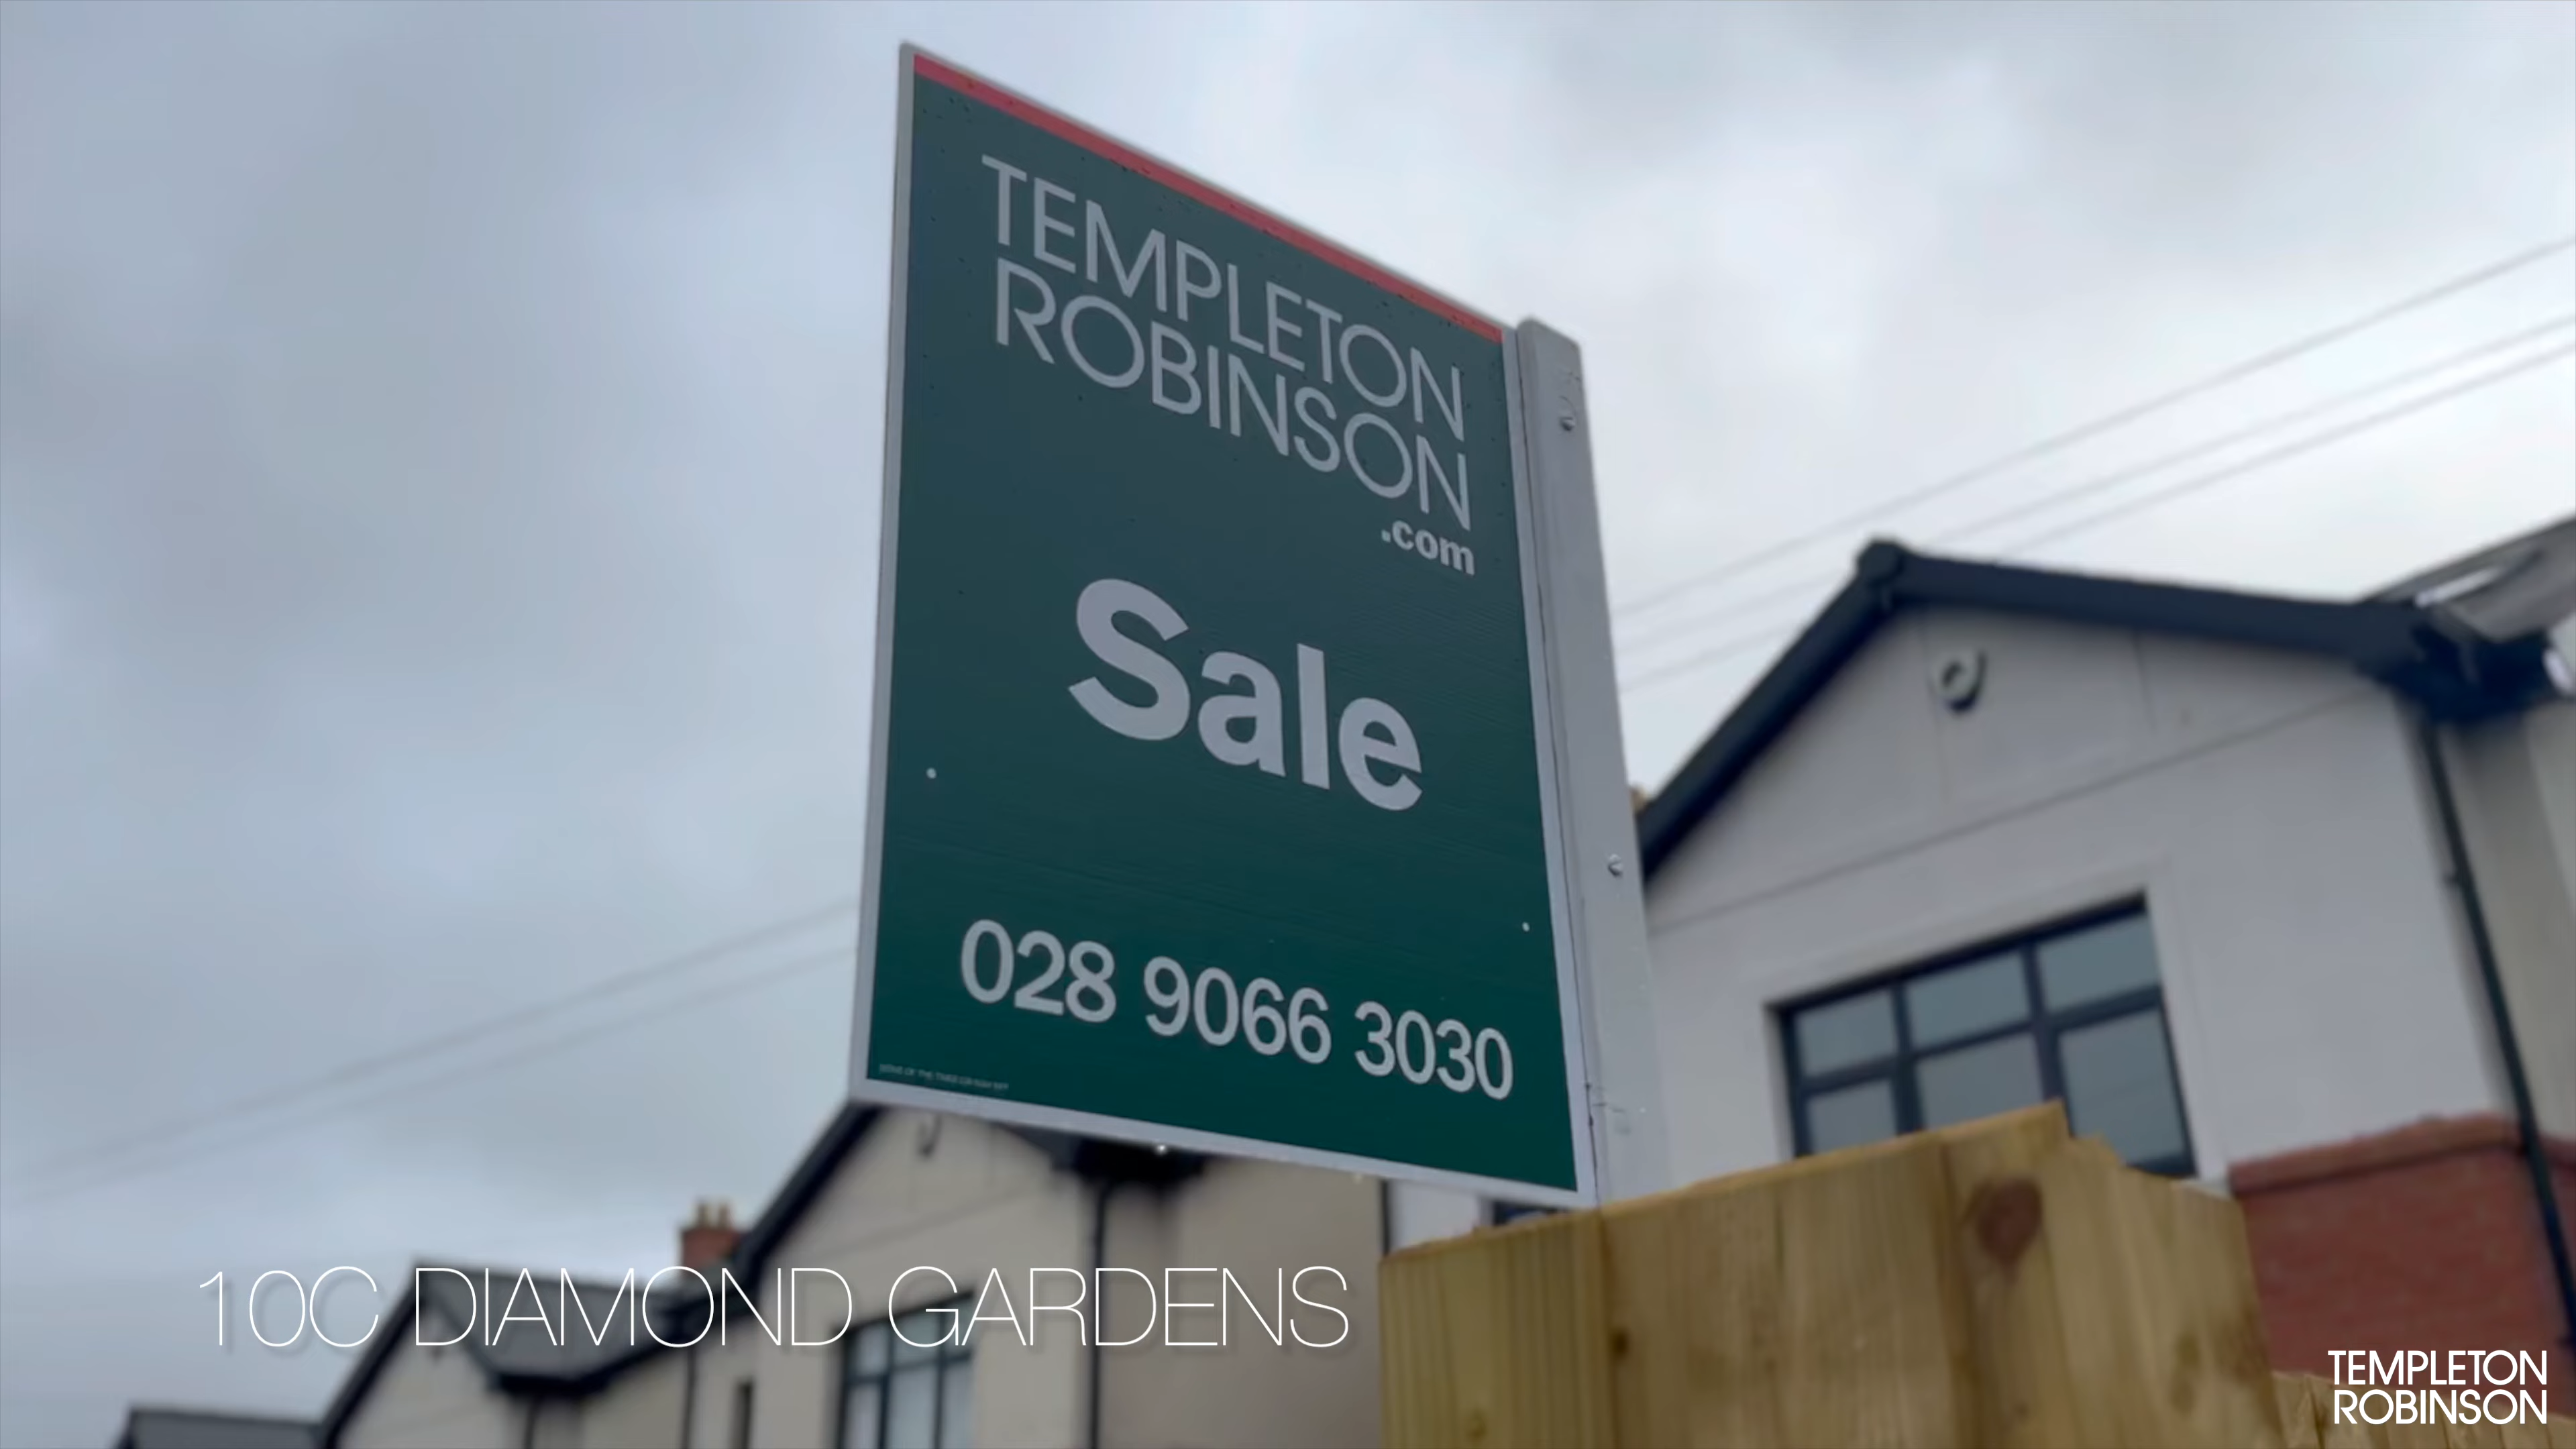 TEMPLETON
ROBINSON
.com
Sale
028 9066 3030
10C DIAMOND GARDENS
TEMPLETON
ROBINSON